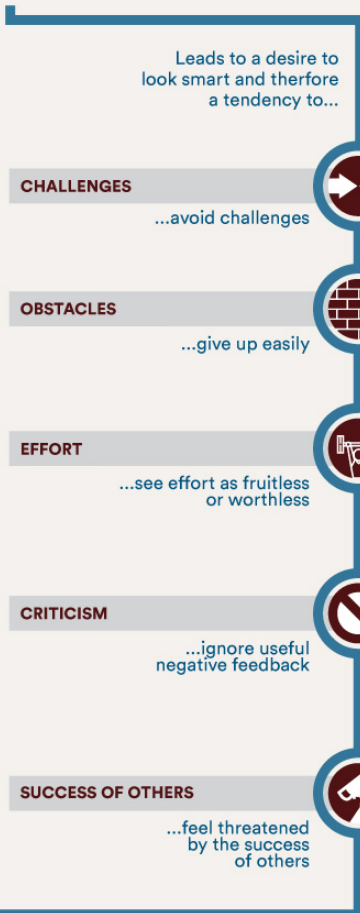 Leads to a desire to
look smart and therfore
a tendency to...
CHALLENGES
...avoid challenges
OBSTACLES
...give up easily
EFFORT
...see effort as fruitless
or worthless
CRITICISM
...ignore useful
negative feedback
SUCCESS OF OTHERS
...feel threatened
by the success
of others